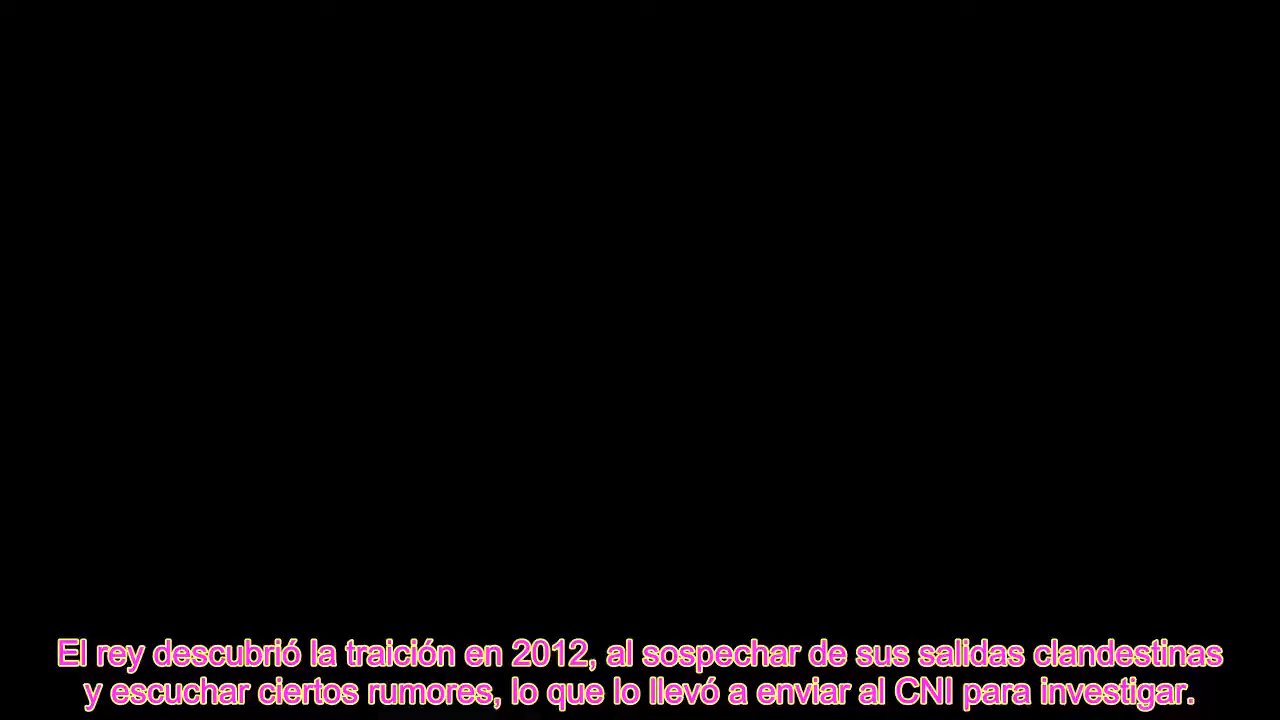 El rey descubrió la traición en 2012, al sospechar de sus salidas clandestinas
y escuchar ciertos rumores, lo que lo llevó a enviar al CNI para investigar.